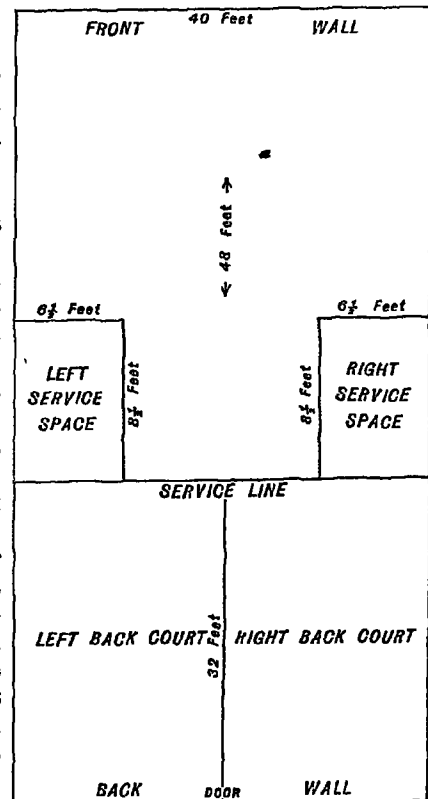 40 Feet
FRONT WALL
48 Feet
6½ Feet 6½ Feet
LEFT
SERVICE
SPACE
8½ Feet
8½ Feet
RIGHT
SERVICE
SPACE
SERVICE LINE
LEFT BACK COURT RIGHT BACK COURT
32 Feet
BACK DOOR WALL